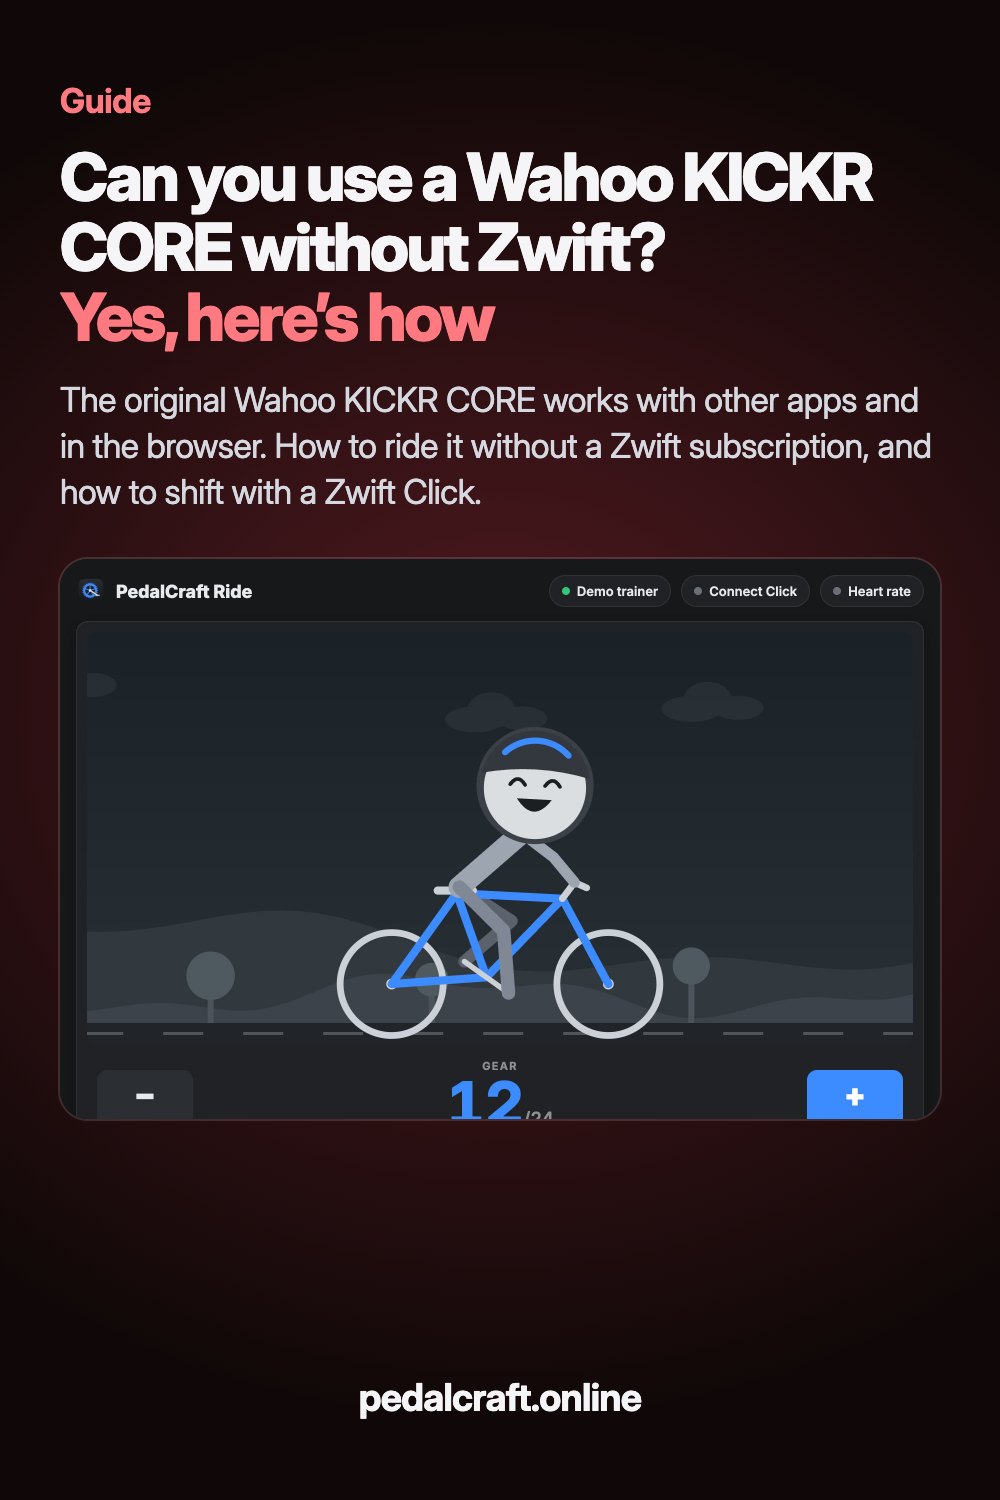 Guide
Can you use a Wahoo KICKR
CORE without Zwift?
Yes, here's how
The original Wahoo KICKR CORE works with other apps and
in the browser. How to ride it without a Zwift subscription, and
how to shift with a Zwift Click.
PedalCraft Ride
Demo trainer
Connect Click
Heart rate
GEAR
− 12/24 +
pedalcraft.online